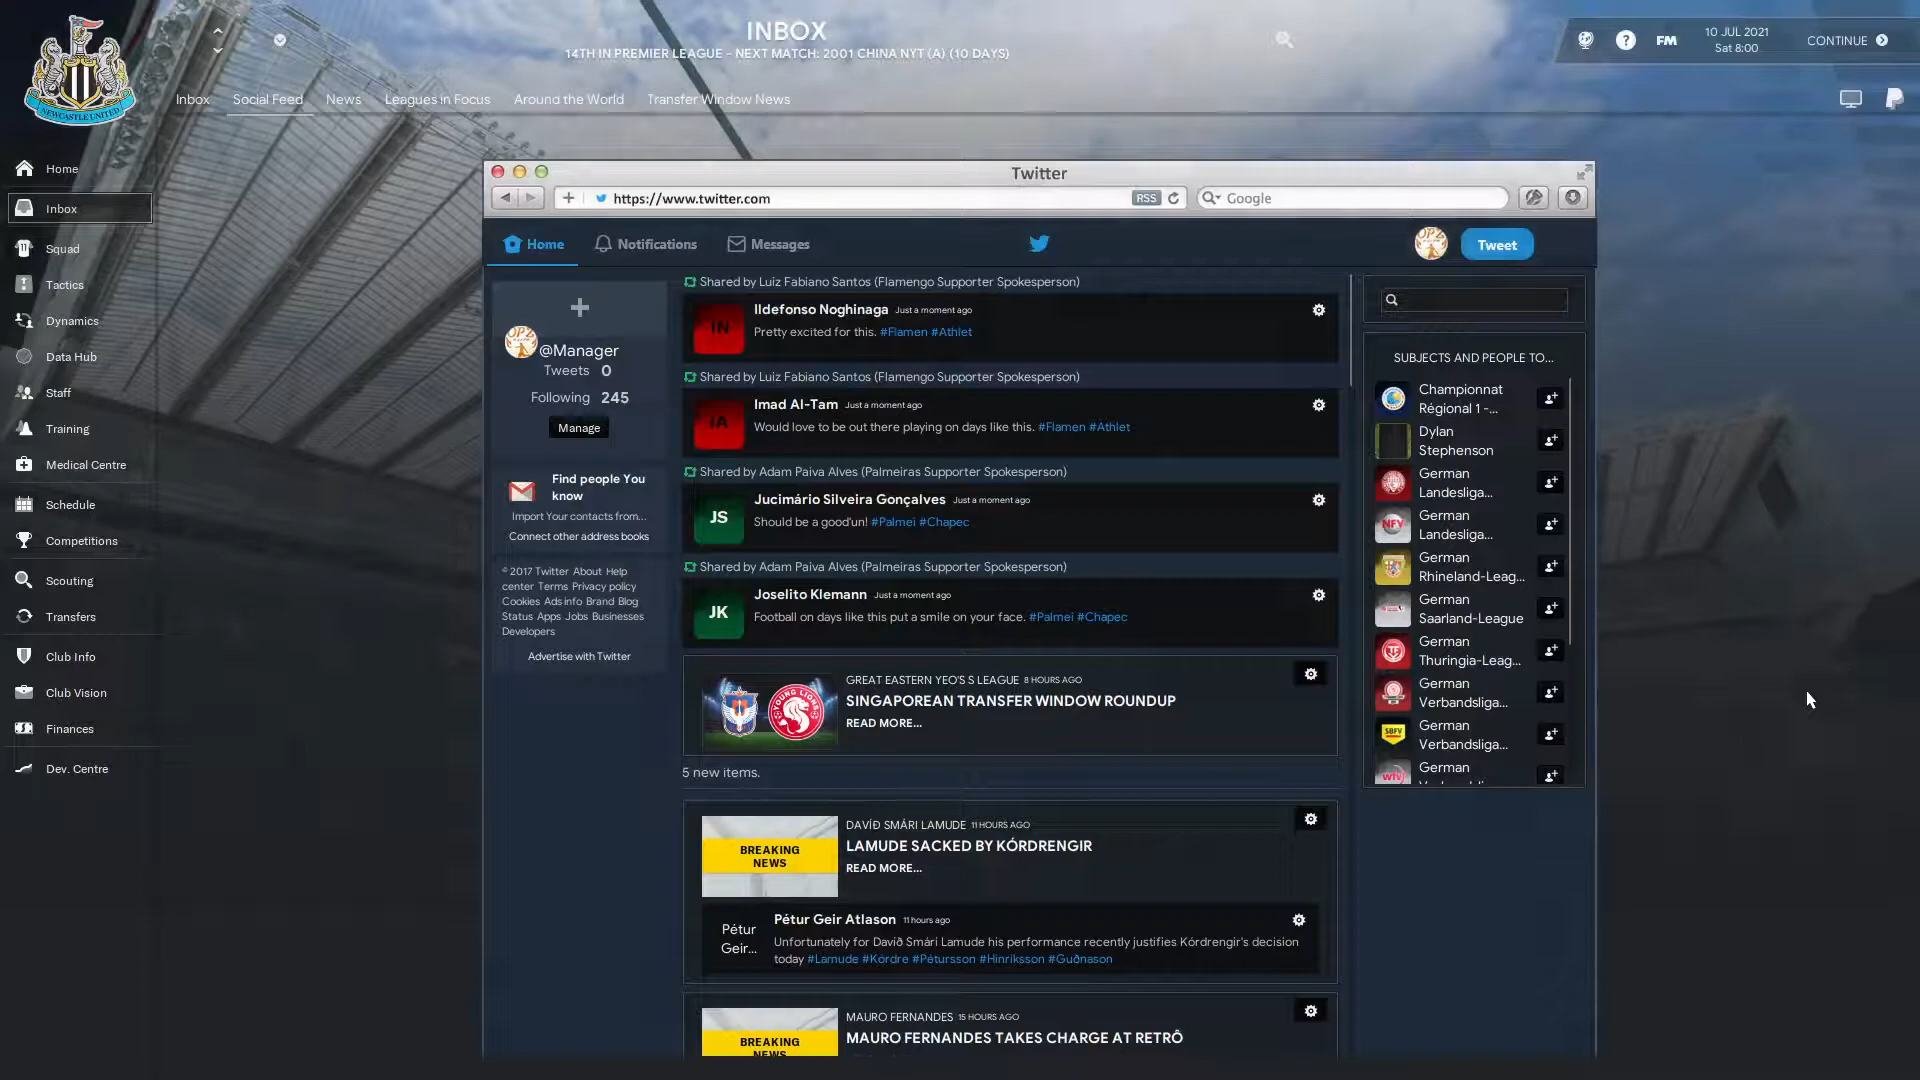 INBOX
14TH IN PREMIER LEAGUE - NEXT MATCH: 2001 CHINA NYT (A) (10 DAYS)
FM
10 JUL 2021
Sat 8:00
CONTINUE
NEWCASTLE UNITED
Inbox
Social Feed
News
Leagues in Focus
Around the World
Transfer Window News
Home
Inbox
Squad
Tactics
Dynamics
Data Hub
Staff
Training
Medical Centre
Schedule
Competitions
Scouting
Transfers
Club Info
Club Vision
Finances
Dev. Centre
Twitter
https://www.twitter.com
RSS
Google
Home
Notifications
Messages
Tweet
@Manager
Tweets 0
Following 245
Manage
Find people You
know
Import Your contacts from...
Connect other address books
© 2017 Twitter About Help
center Terms Privacy policy
Cookies Ads info Brand Blog
Status Apps Jobs Businesses
Developers
Advertise with Twitter
Shared by Luiz Fabiano Santos (Flamengo Supporter Spokesperson)
IN
Ildefonso Noghinaga Just a moment ago
Pretty excited for this. #Flamen #Athlet
Shared by Luiz Fabiano Santos (Flamengo Supporter Spokesperson)
IA
Imad Al-Tam Just a moment ago
Would love to be out there playing on days like this. #Flamen #Athlet
Shared by Adam Paiva Alves (Palmeiras Supporter Spokesperson)
JS
Jucimário Silveira Gonçalves Just a moment ago
Should be a good'un! #Palmei #Chapec
Shared by Adam Paiva Alves (Palmeiras Supporter Spokesperson)
JK
Joselito Klemann Just a moment ago
Football on days like this put a smile on your face. #Palmei #Chapec
YOUNG LIONS
GREAT EASTERN YEO'S S LEAGUE 8 HOURS AGO
SINGAPOREAN TRANSFER WINDOW ROUNDUP
READ MORE...
5 new items.
BREAKING
NEWS
DAVÍÐ SMÁRI LAMUDE 11 HOURS AGO
LAMUDE SACKED BY KÓRDRENGIR
READ MORE...
Pétur
Geir...
Pétur Geir Atlason 11 hours ago
Unfortunately for Davíð Smári Lamude his performance recently justifies Kórdrengir's decision
today #Lamude #Kórdre #Pétursson #Hinriksson #Guðnason
BREAKING
NEWS
MAURO FERNANDES 15 HOURS AGO
MAURO FERNANDES TAKES CHARGE AT RETRÔ
SUBJECTS AND PEOPLE TO...
Championnat
Régional 1 -...
Dylan
Stephenson
German
Landesliga...
NFV
German
Landesliga...
German
Rhineland-Leag...
German
Saarland-League
TF
German
Thuringia-Leag...
German
Verbandsliga...
SBFV
German
Verbandsliga...
wfv
German